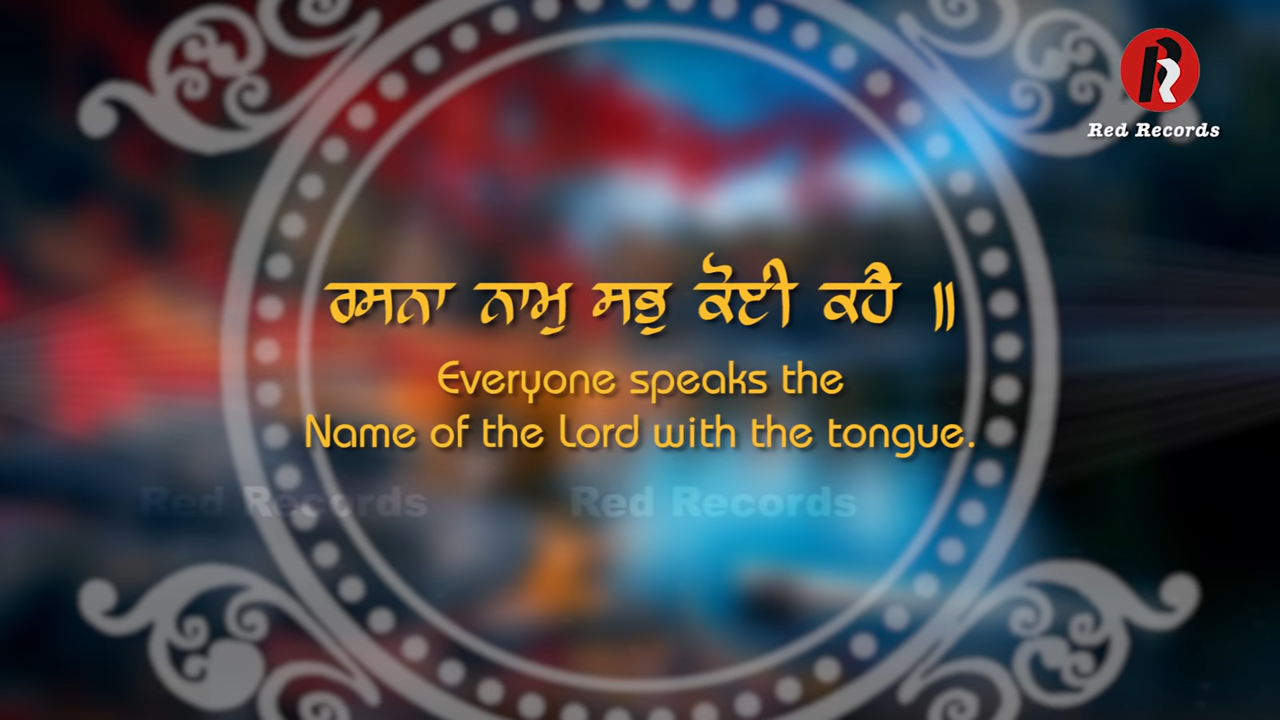 Red Records
ਰਸਨਾ ਨਾਮੁ ਸਭੁ ਕੋਈ ਕਹੈ ॥
Everyone speaks the
Name of the Lord with the tongue.
Red Records Red Records